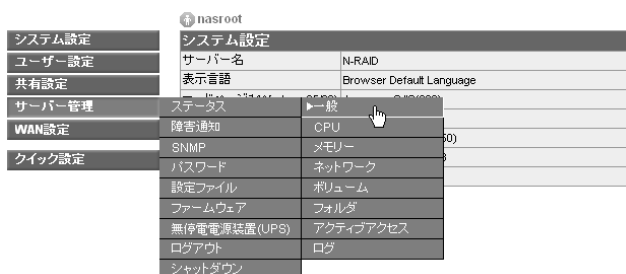 nasroot
システム設定
ユーザー設定
共有設定
サーバー管理
WAN設定
クイック設定
システム設定
サーバー名 N-RAID
表示言語 Browser Default Language
ステータス
障害通知
SNMP
パスワード
設定ファイル
ファームウェア
無停電電源装置(UPS)
ログアウト
シャットダウン
▶一般
CPU
メモリー
ネットワーク
ボリューム
フォルダ
アクティブアクセス
ログ